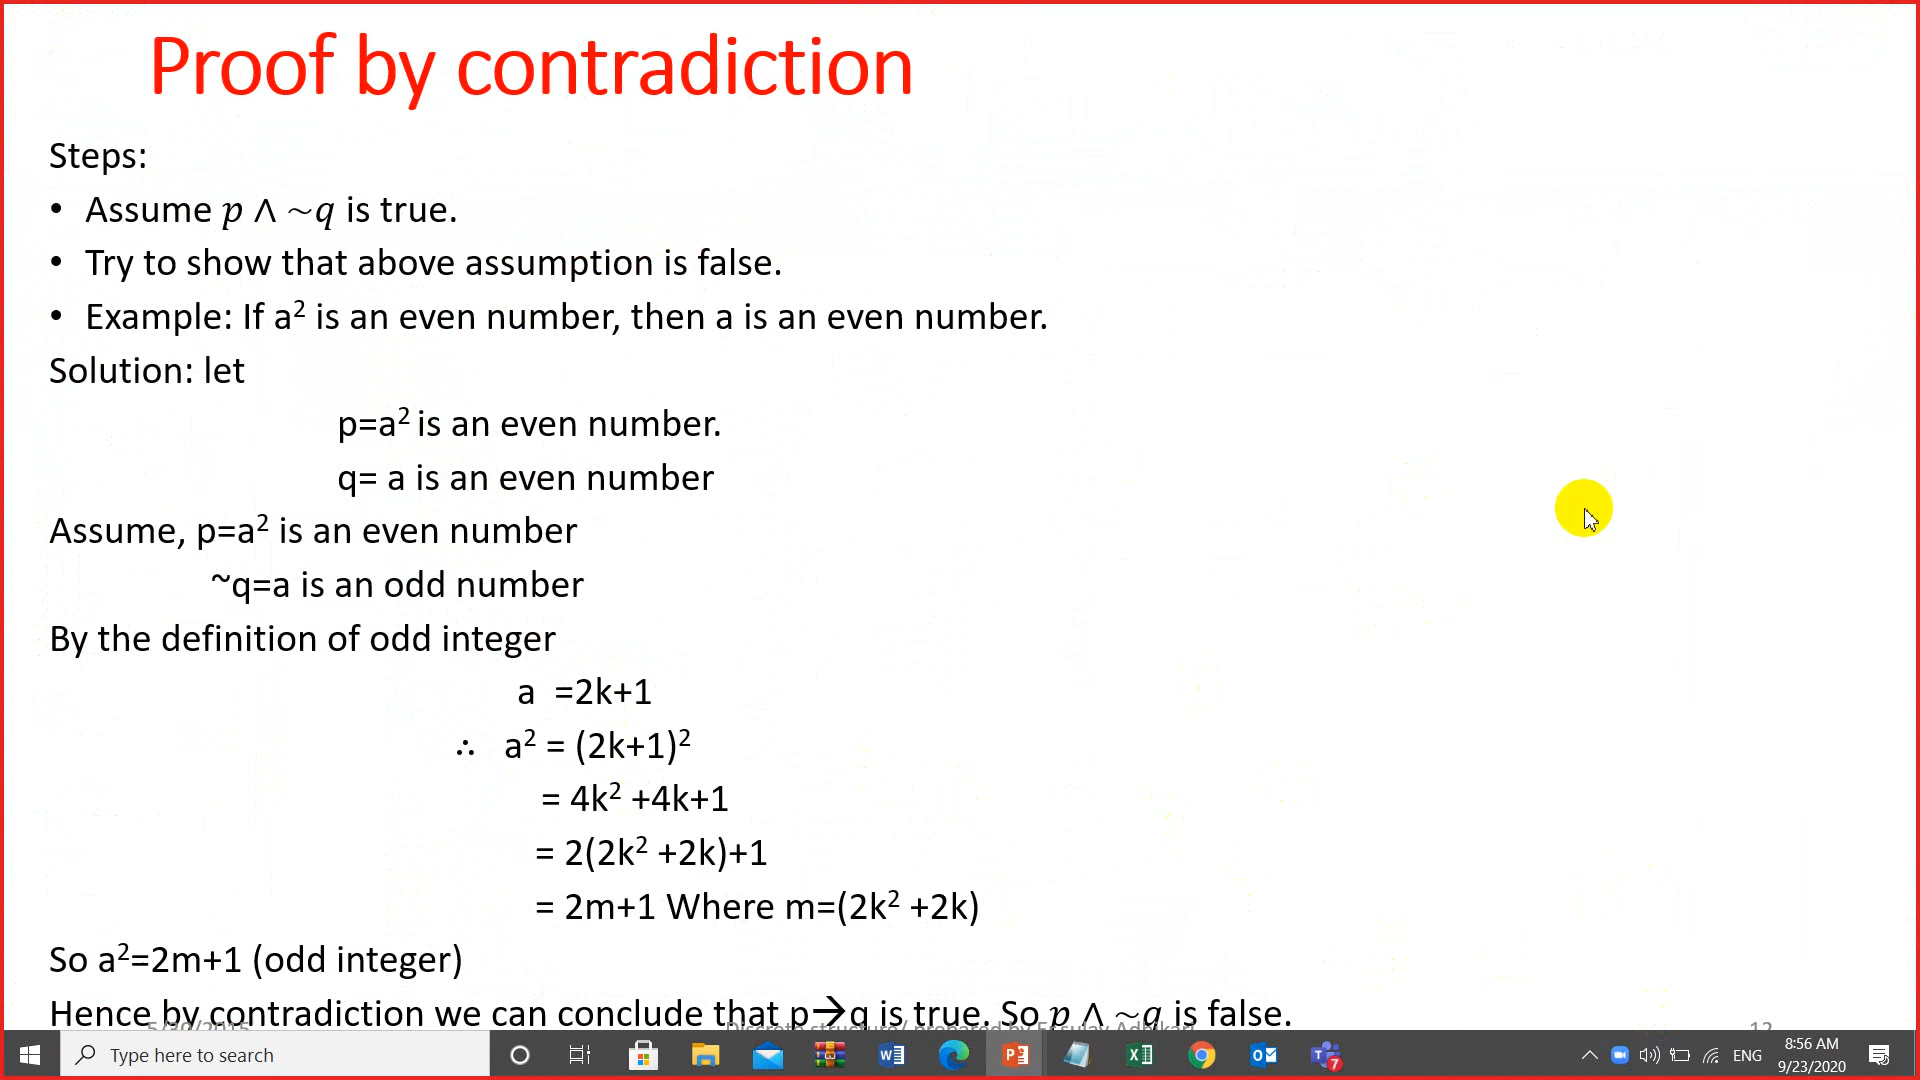 Proof by contradiction
Steps:
• Assume p ∧ ~q is true.
• Try to show that above assumption is false.
• Example: If a² is an even number, then a is an even number.
Solution: let
p=a² is an even number.
q= a is an even number
Assume, p=a² is an even number
~q=a is an odd number
By the definition of odd integer
a =2k+1
∴ a² = (2k+1)²
= 4k² +4k+1
= 2(2k² +2k)+1
= 2m+1 Where m=(2k² +2k)
So a²=2m+1 (odd integer)
Hence by contradiction we can conclude that p→q is true. So p ∧ ~q is false.
12
Type here to search
7
ENG
8:56 AM
9/23/2020